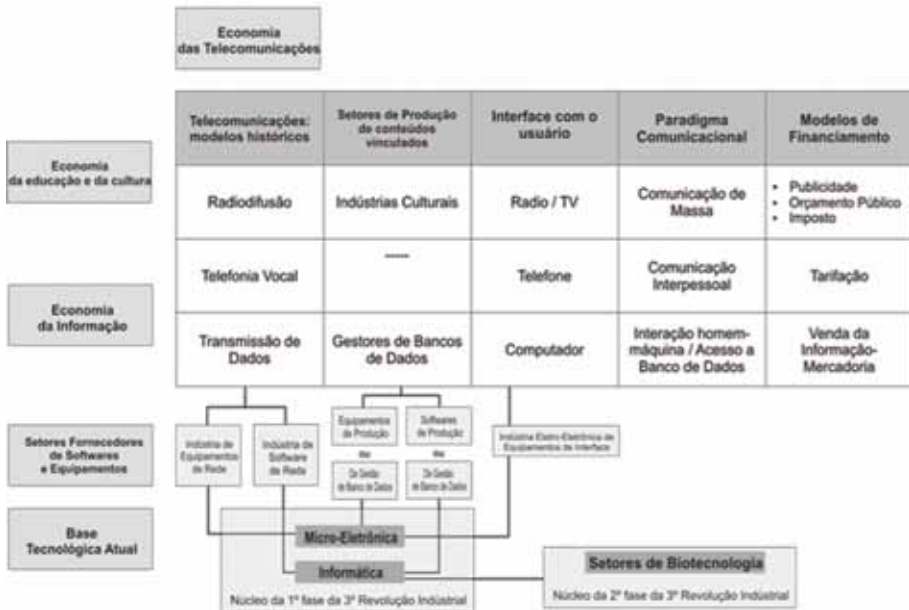 Economia
das Telecomunicações
Telecomunicações:
modelos históricos
Setores de Produção
de conteúdos
vinculados
Interface com o
usuário
Paradigma
Comunicacional
Modelos de
Financiamento
Economia
da educação e da cultura
Radiodifusão
Indústrias Culturais
Radio / TV
Comunicação de
Massa
• Publicidade
• Orçamento Público
• Imposto
Economia
da Informação
Telefonia Vocal
-----
Telefone
Comunicação
Interpessoal
Tarifação
Transmissão de
Dados
Gestores de Bancos
de Dados
Computador
Interação homem-
máquina / Acesso a
Banco de Dados
Venda da
Informação-
Mercadoria
Setores Fornecedores
de Softwares
e Equipamentos
Indústria de
Equipamentos
de Rede
Indústria de
Software
de Rede
Equipamentos
de Produção
ou
De Gestão
de Banco de Dados
Softwares
de Produção
ou
De Gestão
de Banco de Dados
Indústria Eletro-Eletrônica de
Equipamentos de Interface
Base
Tecnológica Atual
Micro-Eletrônica
Informática
Núcleo da 1ª fase da 3ª Revolução Indústrial
Setores de Biotecnologia
Núcleo da 2ª fase da 3ª Revolução Indústrial